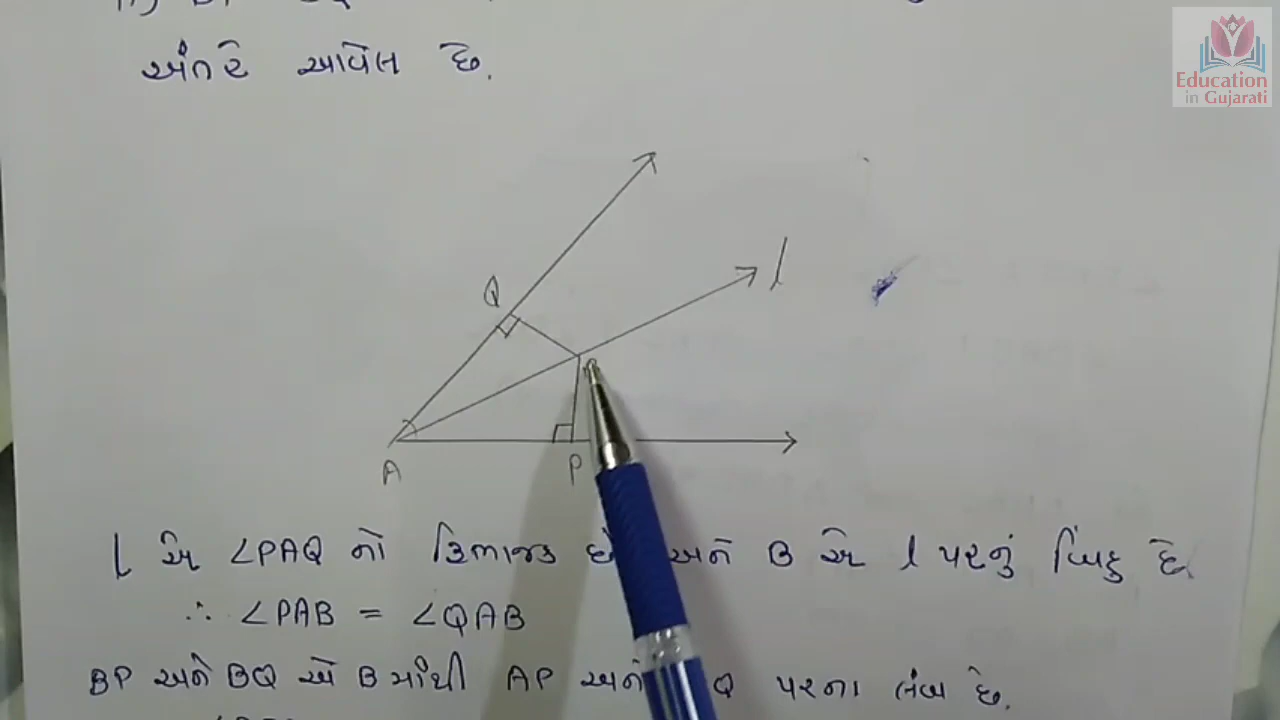 અંતરે આવેલ છે.
Education
in Gujarati
l
Q
A
P
l એ ∠PAQ નો દ્વિભાજક છે અને B એ l પરનું બિંદુ છે.
∴ ∠PAB = ∠QAB
BP અને BQ એ B માંથી AP અને Q પરના લંબ છે.